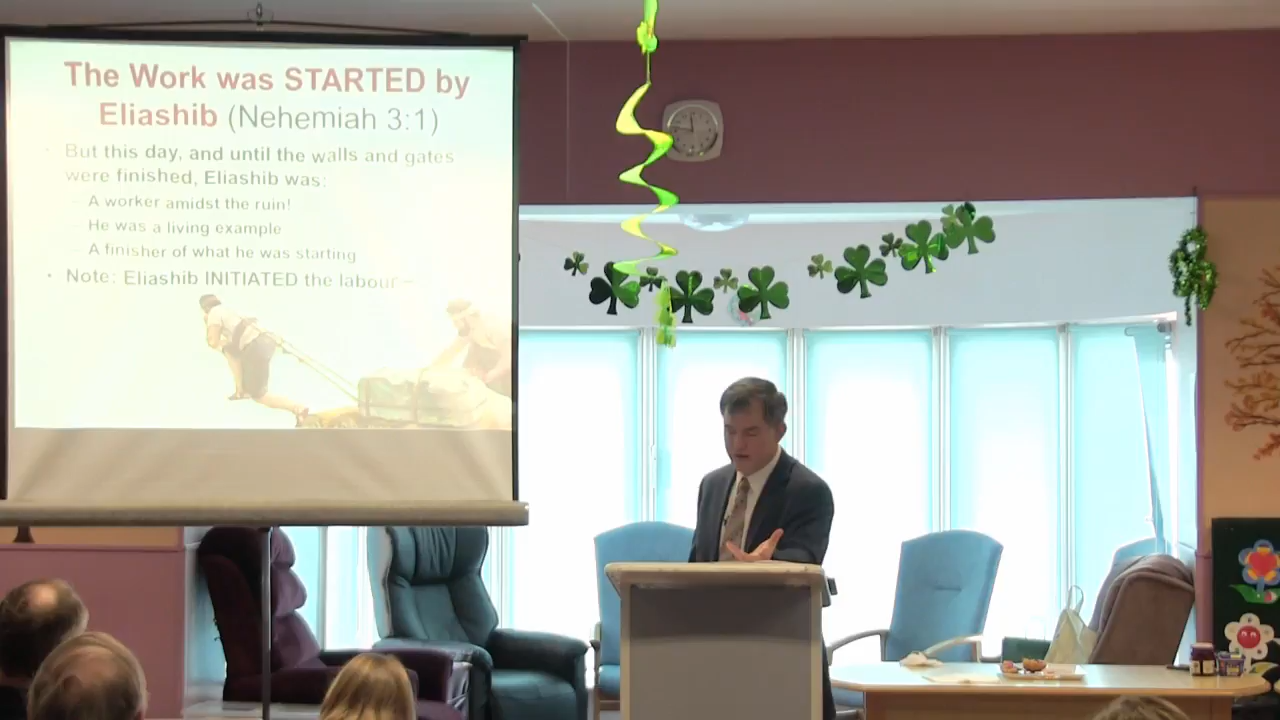 The Work was STARTED by
Eliashib (Nehemiah 3:1)
• But this day, and until the walls and gates
were finished, Eliashib was:
– A worker amidst the ruin!
– He was a living example
– A finisher of what he was starting
• Note: Eliashib INITIATED the labour –